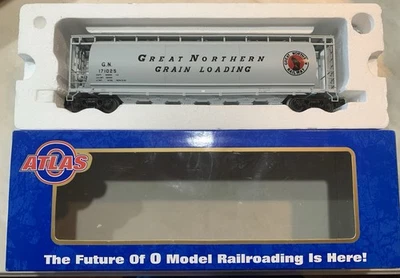 GREAT NORTHERN
GRAIN LOADING
G.N.
171025
ATLAS
O
The Future Of O Model Railroading Is Here!